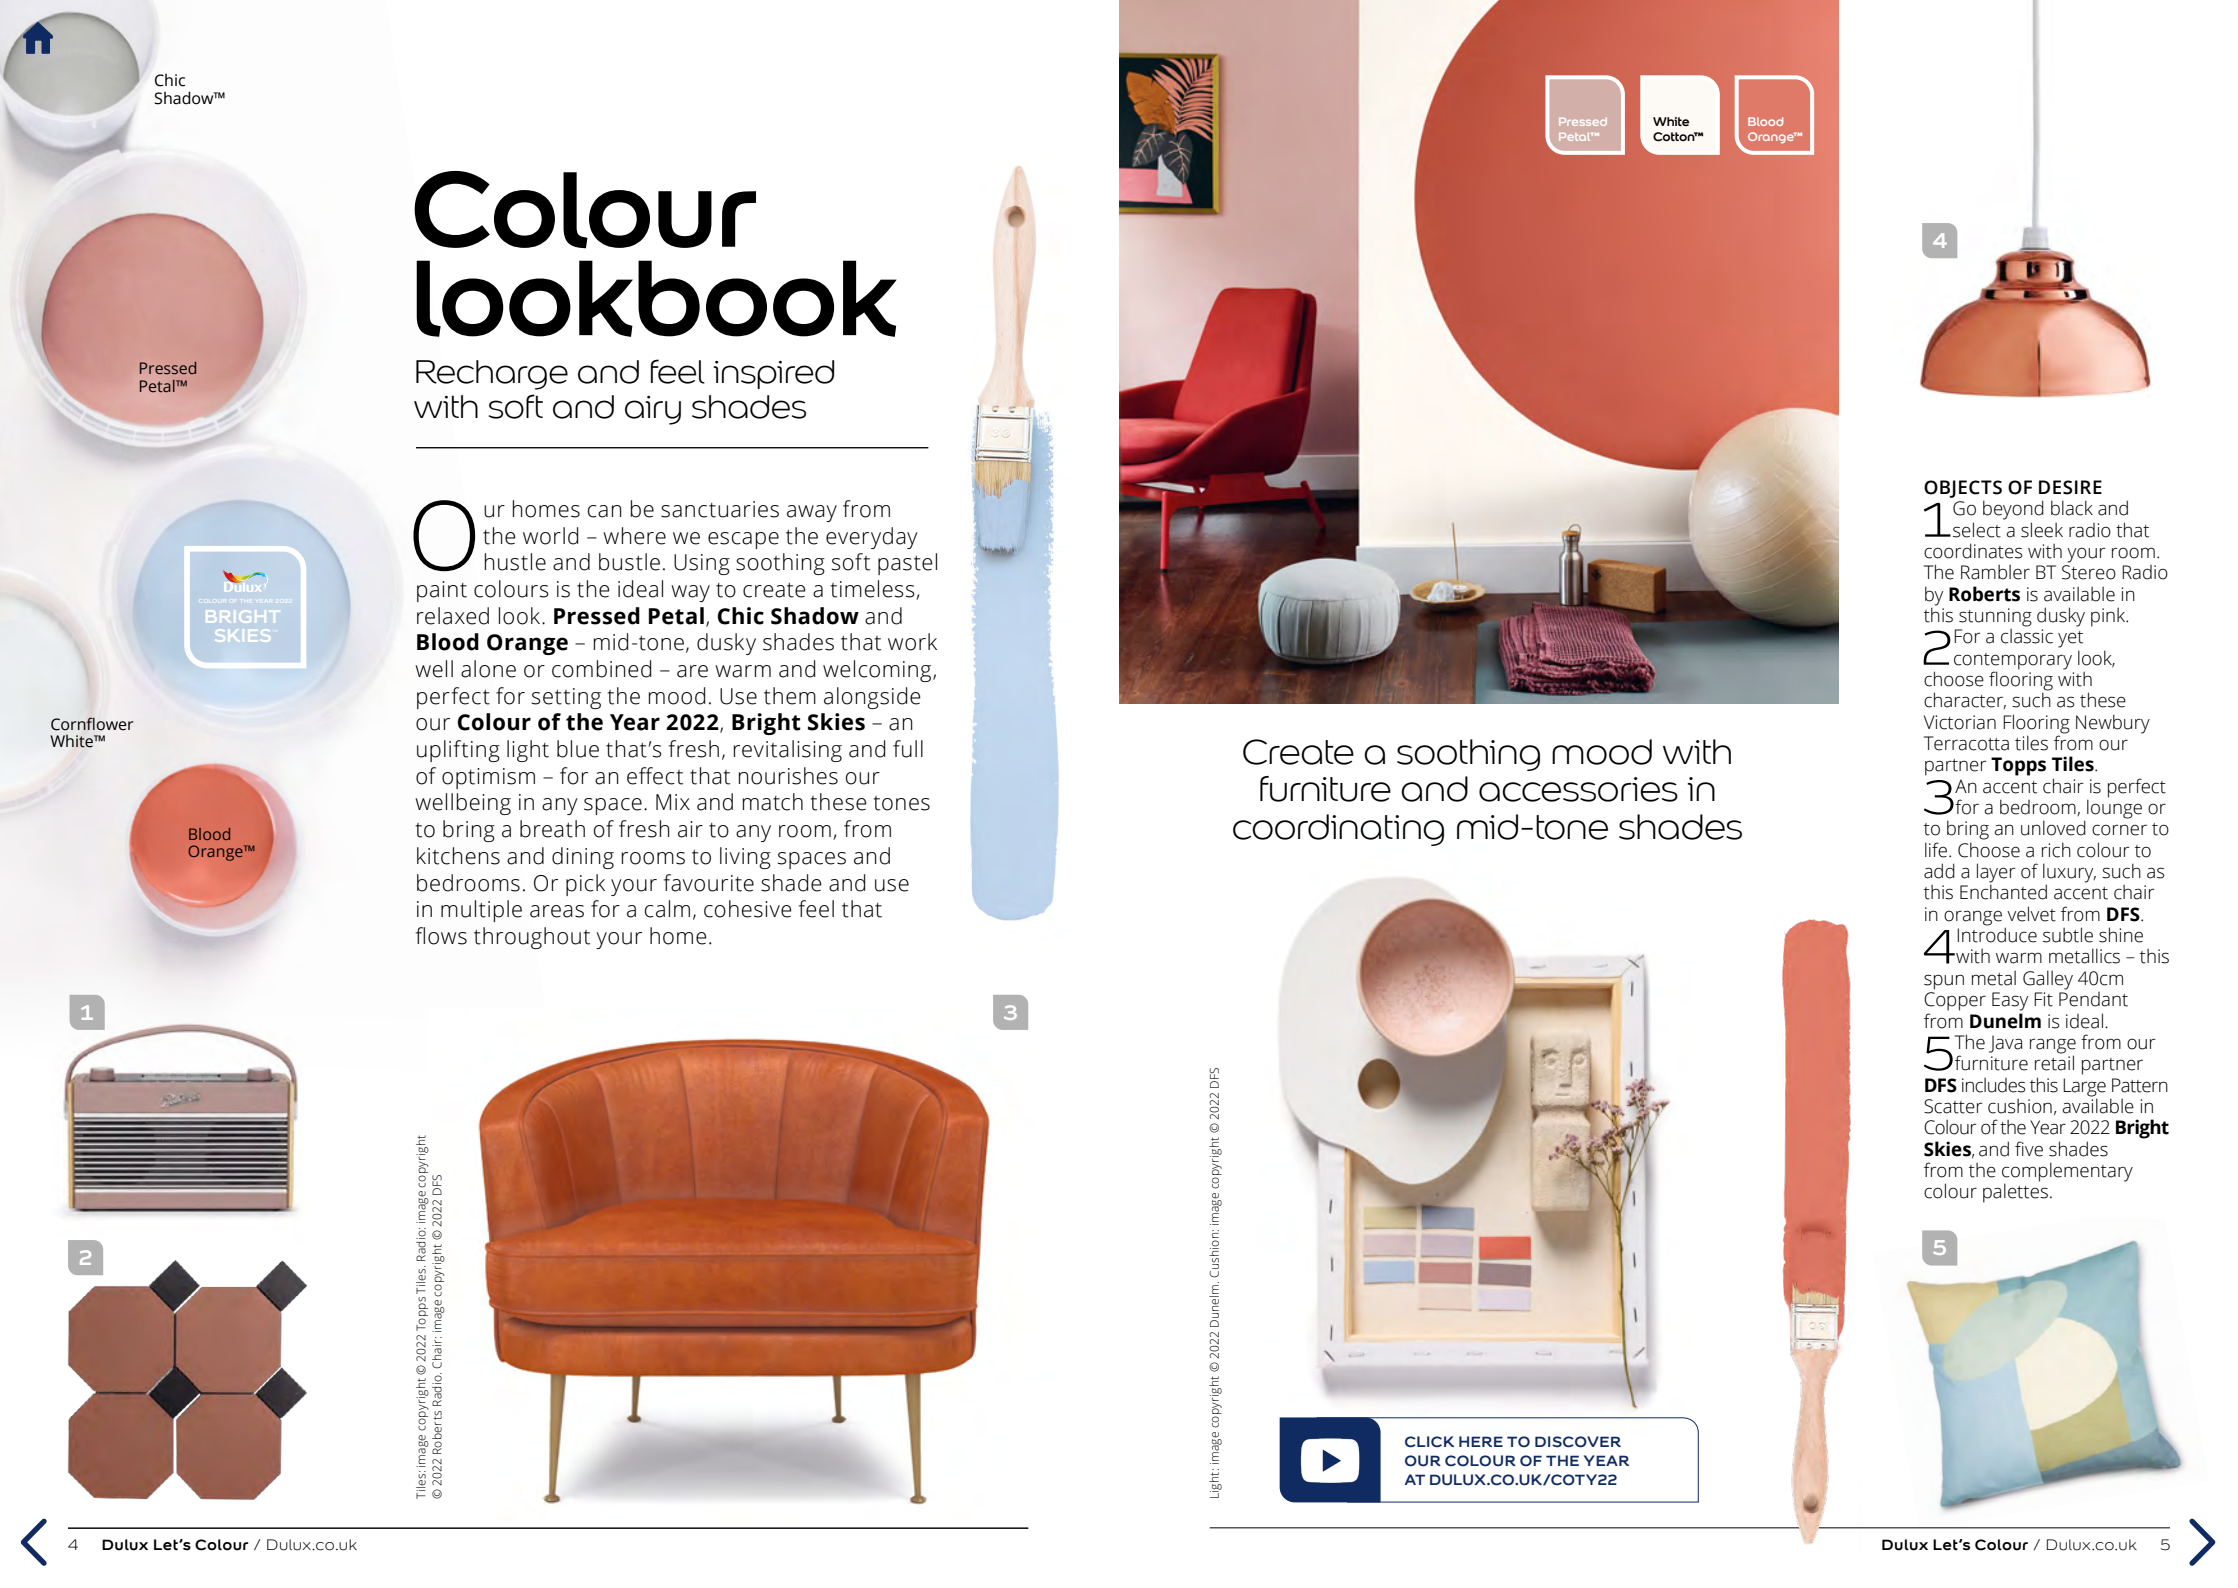 Chic
Shadow™
Pressed
Petal™
Dulux
COLOUR OF THE YEAR 2022
BRIGHT
SKIES™
Cornflower
White™
Blood
Orange™
Colour
lookbook
Recharge and feel inspired
with soft and airy shades
Our homes can be sanctuaries away from
the world – where we escape the everyday
hustle and bustle. Using soothing soft pastel
paint colours is the ideal way to create a timeless,
relaxed look. Pressed Petal, Chic Shadow and
Blood Orange – mid-tone, dusky shades that work
well alone or combined – are warm and welcoming,
perfect for setting the mood. Use them alongside
our Colour of the Year 2022, Bright Skies – an
uplifting light blue that’s fresh, revitalising and full
of optimism – for an effect that nourishes our
wellbeing in any space. Mix and match these tones
to bring a breath of fresh air to any room, from
kitchens and dining rooms to living spaces and
bedrooms. Or pick your favourite shade and use
in multiple areas for a calm, cohesive feel that
flows throughout your home.
1
2
3
Tiles: image copyright © 2022 Topps Tiles. Radio: image copyright
© 2022 Roberts Radio. Chair: image copyright © 2022 DFS
4 Dulux Let’s Colour / Dulux.co.uk
Pressed
Petal™
White
Cotton™
Blood
Orange™
Create a soothing mood with
furniture and accessories in
coordinating mid-tone shades
Light: image copyright © 2022 Dunelm. Cushion: image copyright © 2022 DFS
CLICK HERE TO DISCOVER
OUR COLOUR OF THE YEAR
AT DULUX.CO.UK/COTY22
4
OBJECTS OF DESIRE
1 Go beyond black and
select a sleek radio that
coordinates with your room.
The Rambler BT Stereo Radio
by Roberts is available in
this stunning dusky pink.
2 For a classic yet
contemporary look,
choose flooring with
character, such as these
Victorian Flooring Newbury
Terracotta tiles from our
partner Topps Tiles.
3 An accent chair is perfect
for a bedroom, lounge or
to bring an unloved corner to
life. Choose a rich colour to
add a layer of luxury, such as
this Enchanted accent chair
in orange velvet from DFS.
4 Introduce subtle shine
with warm metallics – this
spun metal Galley 40cm
Copper Easy Fit Pendant
from Dunelm is ideal.
5 The Java range from our
furniture retail partner
DFS includes this Large Pattern
Scatter cushion, available in
Colour of the Year 2022 Bright
Skies, and five shades
from the complementary
colour palettes.
5
Dulux Let’s Colour / Dulux.co.uk 5